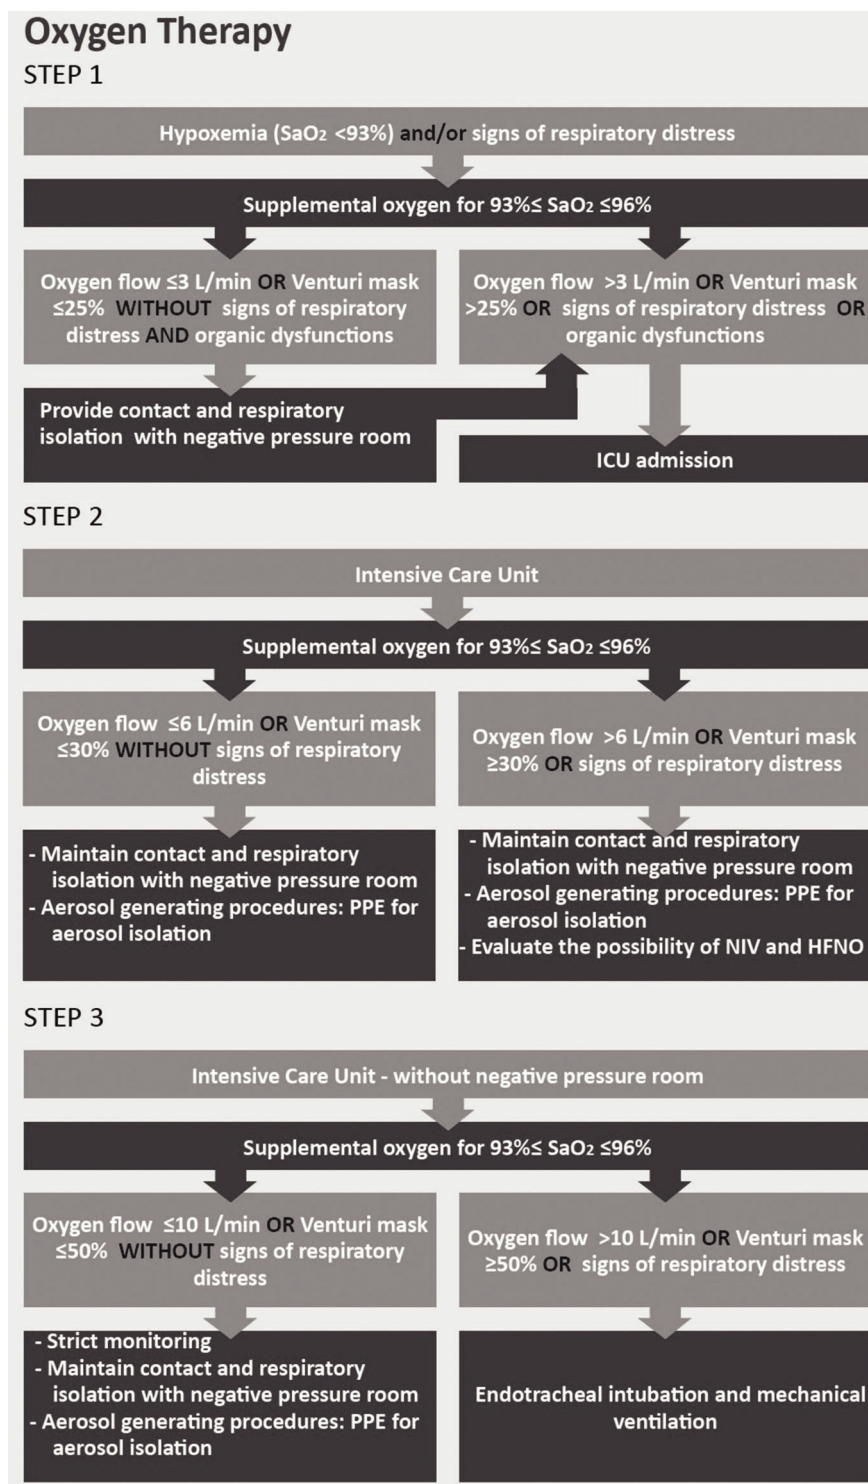 Oxygen Therapy
STEP 1
Hypoxemia (SaO₂ <93%) and/or signs of respiratory distress
Supplemental oxygen for 93%≤ SaO₂ ≤96%
Oxygen flow ≤3 L/min OR Venturi mask
≤25% WITHOUT signs of respiratory
distress AND organic dysfunctions
Oxygen flow >3 L/min OR Venturi mask
>25% OR signs of respiratory distress OR
organic dysfunctions
Provide contact and respiratory
isolation with negative pressure room
ICU admission
STEP 2
Intensive Care Unit
Supplemental oxygen for 93%≤ SaO₂ ≤96%
Oxygen flow ≤6 L/min OR Venturi mask
≤30% WITHOUT signs of respiratory
distress
Oxygen flow >6 L/min OR Venturi mask
≥30% OR signs of respiratory distress
- Maintain contact and respiratory
isolation with negative pressure room
- Aerosol generating procedures: PPE for
aerosol isolation
- Maintain contact and respiratory
isolation with negative pressure room
- Aerosol generating procedures: PPE for
aerosol isolation
- Evaluate the possibility of NIV and HFNO
STEP 3
Intensive Care Unit - without negative pressure room
Supplemental oxygen for 93%≤ SaO₂ ≤96%
Oxygen flow ≤10 L/min OR Venturi mask
≤50% WITHOUT signs of respiratory
distress
Oxygen flow >10 L/min OR Venturi mask
≥50% OR signs of respiratory distress
- Strict monitoring
- Maintain contact and respiratory
isolation with negative pressure room
- Aerosol generating procedures: PPE for
aerosol isolation
Endotracheal intubation and mechanical
ventilation